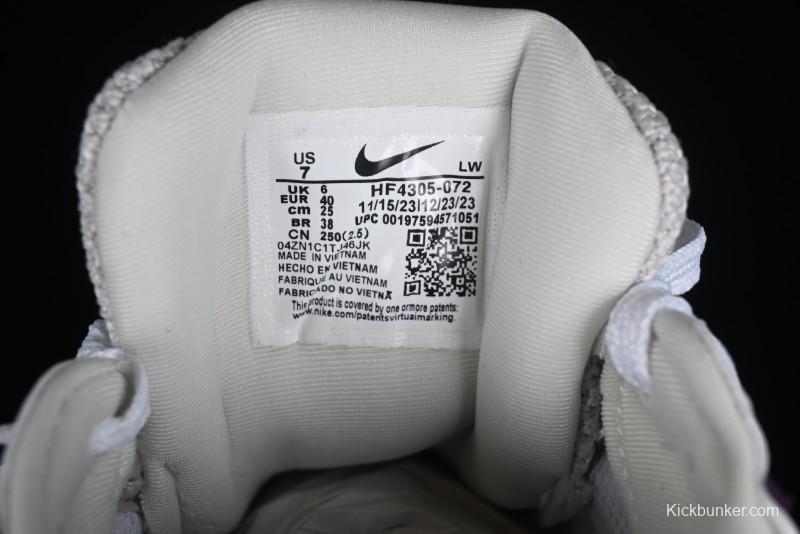 US
7
LW
UK 6
EUR 40
cm 25
BR 38
CN 250(2.5)
HF4305-072
11/15/23|12/23/23
UPC 00197594571051
04ZN1C1TJ46JK
MADE IN VIETNAM
HECHO EN VIETNAM
FABRIQUE AU VIETNAM
FABRICADO NO VIETNA
This product is covered by one ormore patents:
www.nike.com/patentsvirtualmarking.
Kickbunker.com